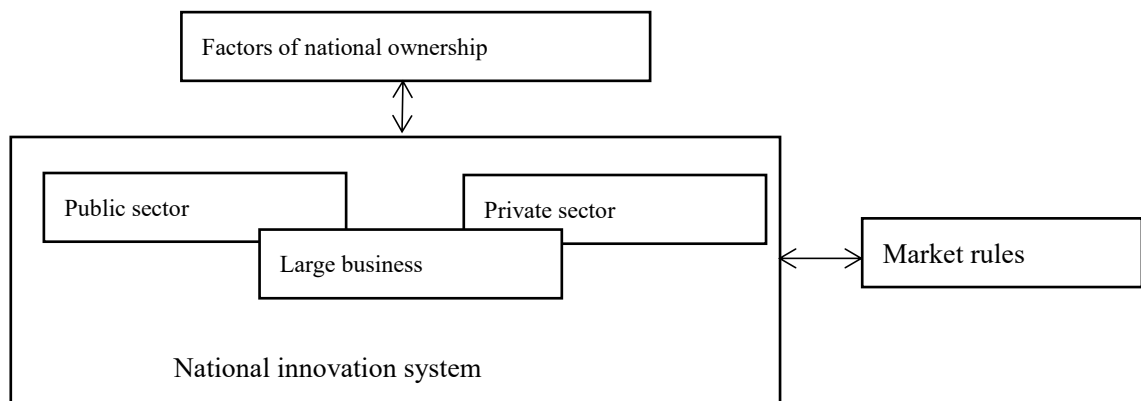 Factors of national ownership
Public sector
Private sector
Large business
Market rules
National innovation system